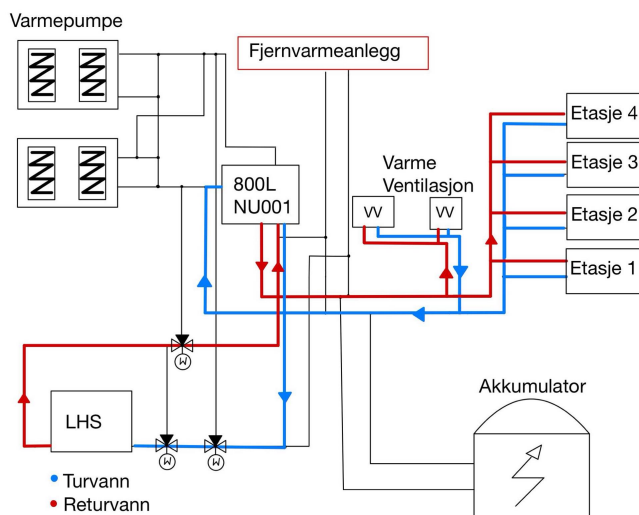 Varmepumpe
Fjernvarmeanlegg
800L
NU001
Varme
Ventilasjon
VV
VV
Etasje 4
Etasje 3
Etasje 2
Etasje 1
M
LHS
M
M
Akkumulator
Turvann
Returvann